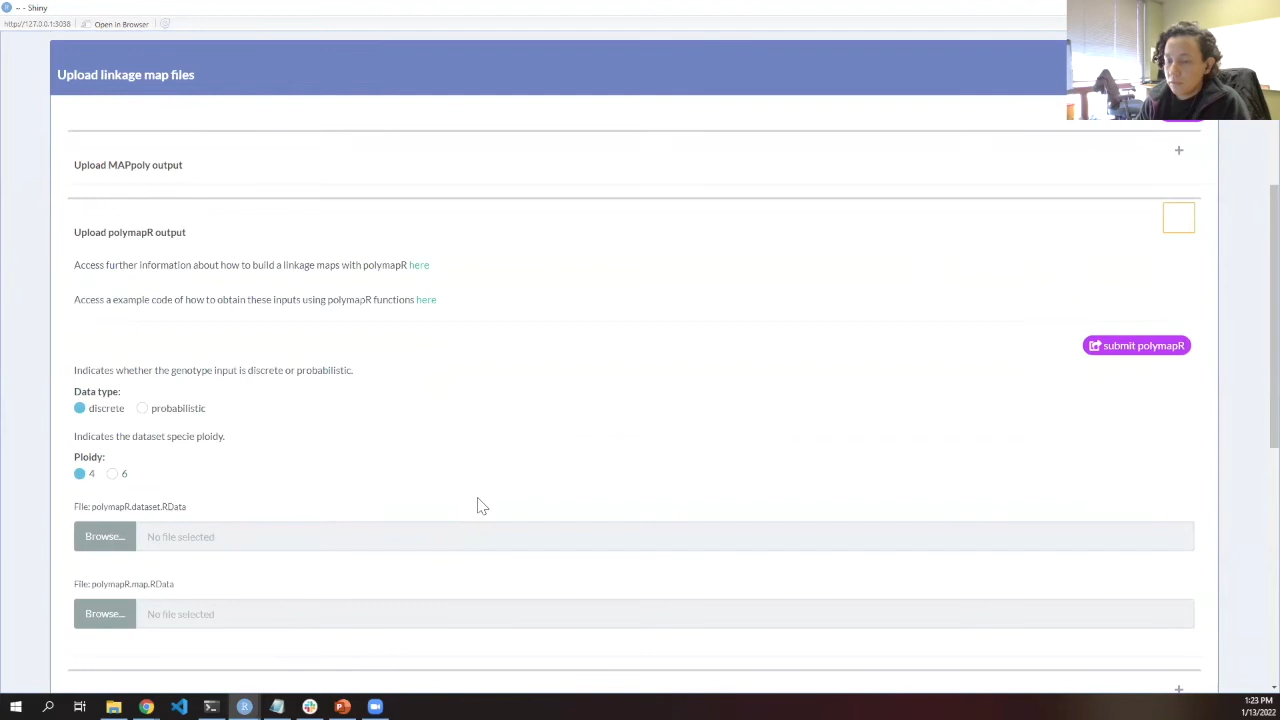 -- - Shiny
http://127.0.0.1:3038 Open in Browser
Upload linkage map files
Upload MAPpoly output
Upload polymapR output
Access further information about how to build a linkage maps with polymapR here
Access a example code of how to obtain these inputs using polymapR functions here
submit polymapR
Indicates whether the genotype input is discrete or probabilistic.
Data type:
discrete probabilistic
Indicates the dataset specie ploidy.
Ploidy:
4 6
File: polymapR.dataset.RData
Browse... No file selected
File: polymapR.map.RData
Browse... No file selected
1:23 PM
1/13/2022